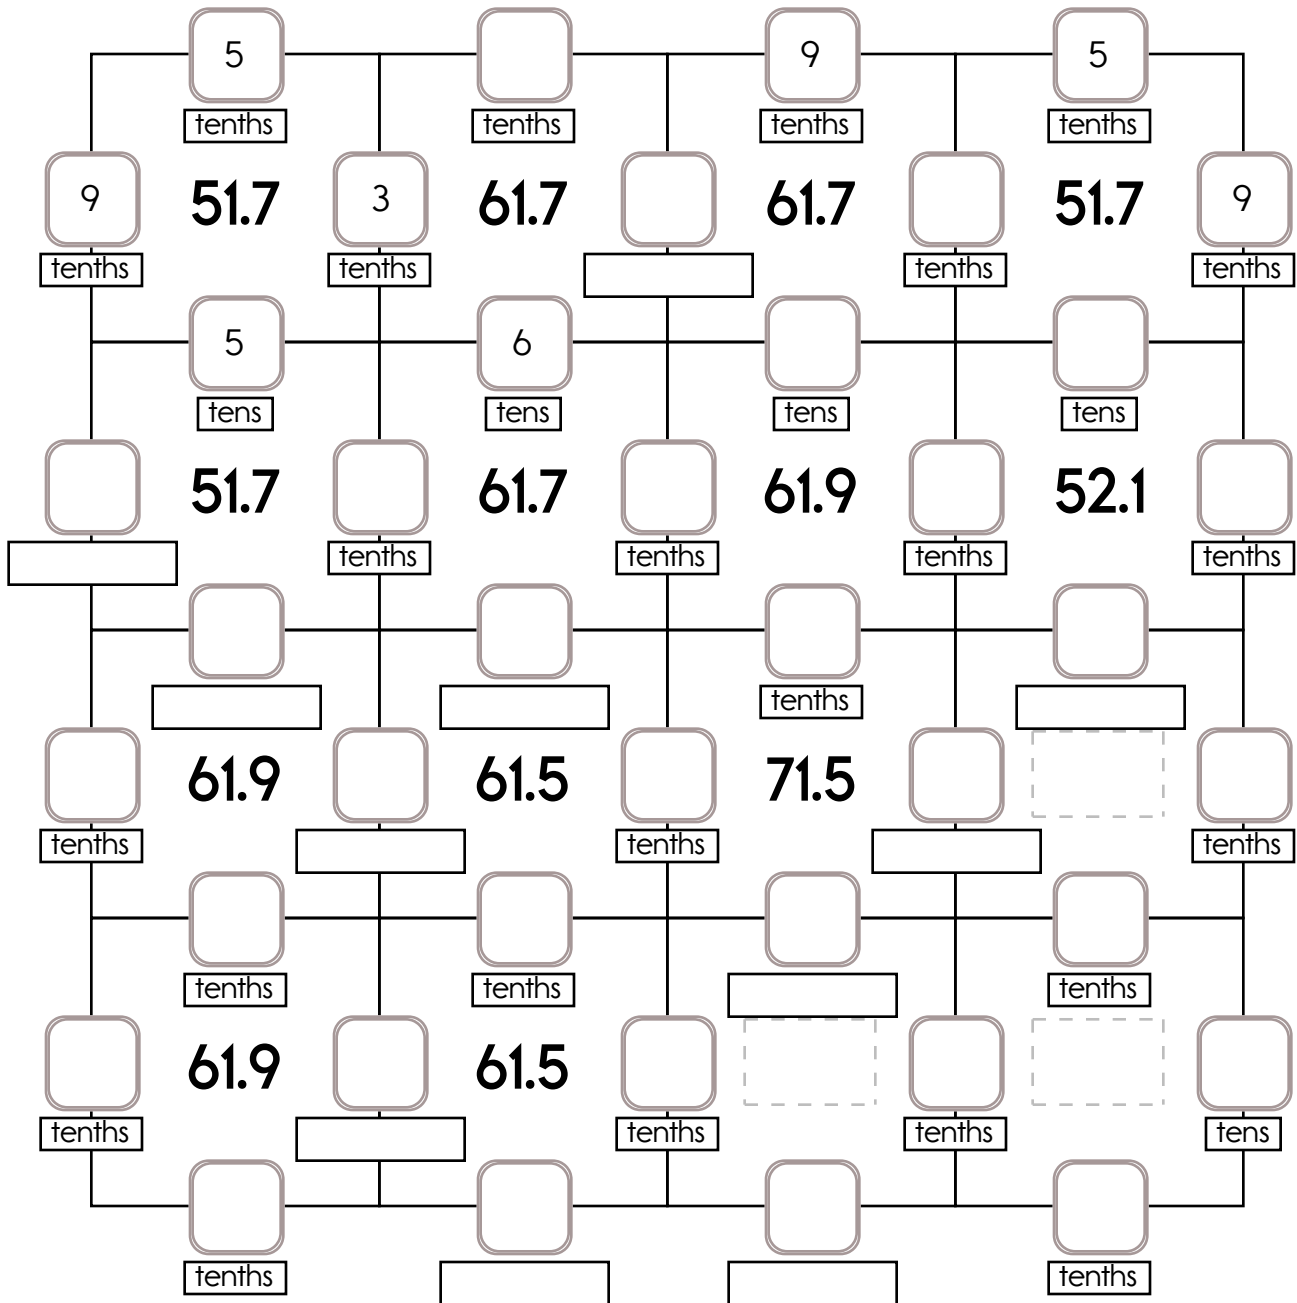 5 9 5
tenths tenths tenths tenths
9 51.7 3 61.7 61.7 51.7 9
tenths tenths tenths tenths
5 6
tens tens tens tens
51.7 61.7 61.9 52.1
tenths tenths tenths tenths
tenths
61.9 61.5 71.5
tenths tenths tenths
tenths tenths tenths
61.9 61.5
tenths tenths tenths tens
tenths tenths